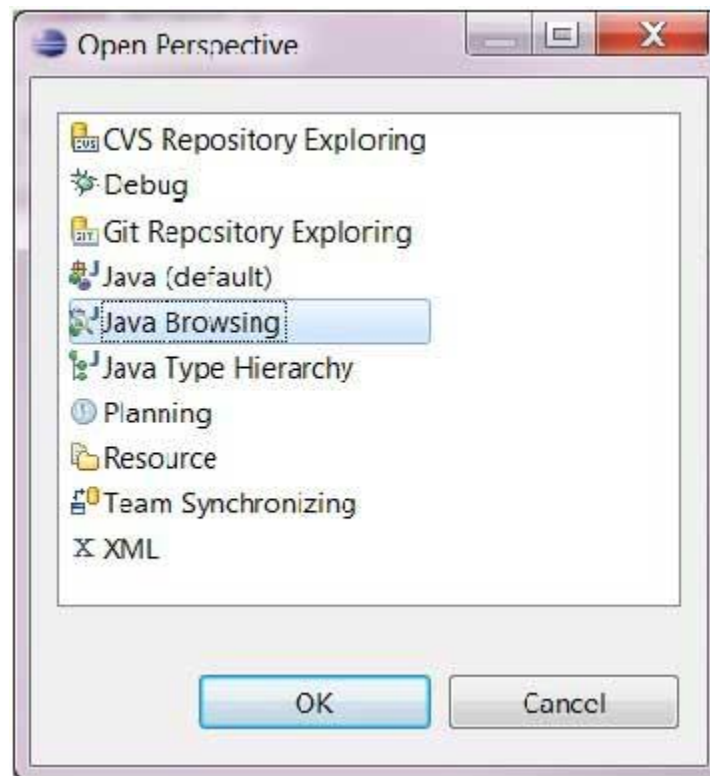 Open Perspective
CVS Repository Exploring
Debug
Git Repository Exploring
Java (default)
Java Browsing
Java Type Hierarchy
Planning
Resource
Team Synchronizing
X XML
OK
Cancel